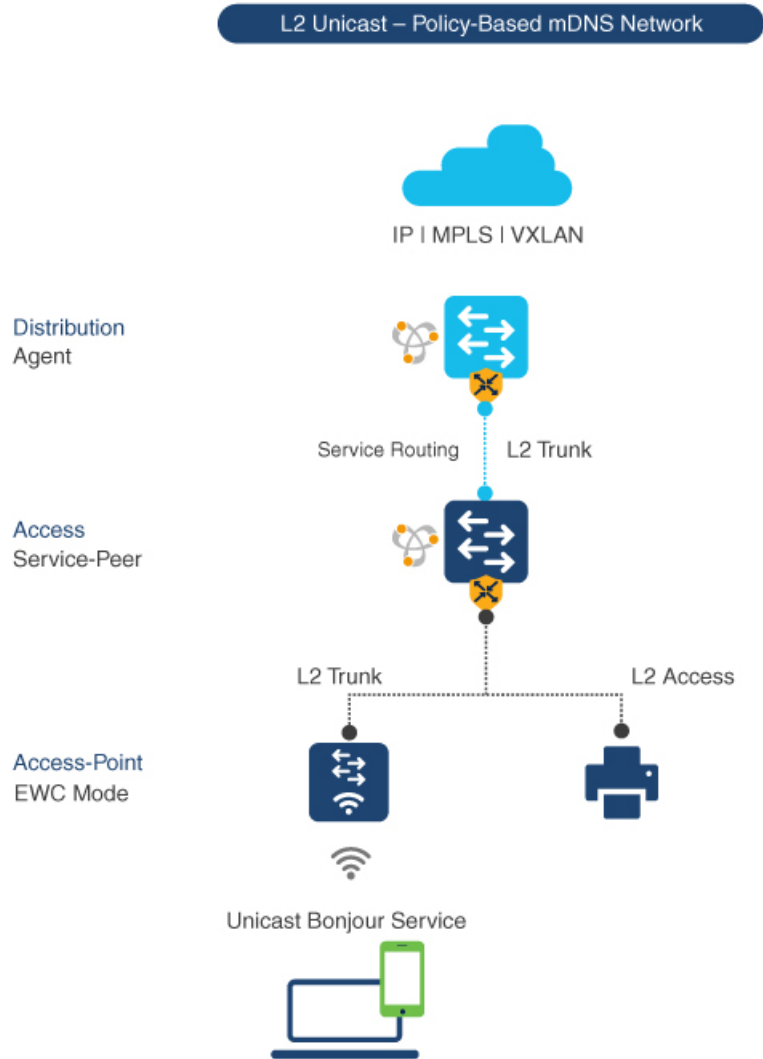 L2 Unicast – Policy-Based mDNS Network
IP | MPLS | VXLAN
Distribution
Agent
Service Routing
L2 Trunk
Access
Service-Peer
L2 Trunk
L2 Access
Access-Point
EWC Mode
Unicast Bonjour Service